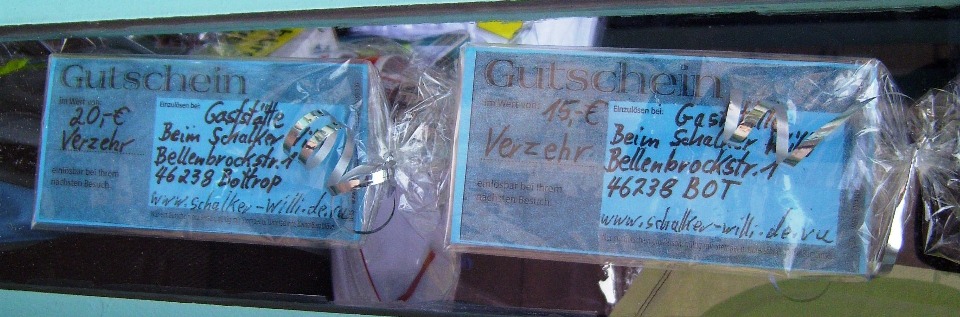 Gutschein
im Wert von:
20,-€
Verzehr
einlösbar bei Ihrem
nächsten Besuch.
Einzulösen bei:
Gaststätte
Beim Schalker Willi
Bellenbrockstr. 1
46238 Bottrop
www.schalker-willi.de.vu
Gutschein
im Wert von:
15,-€
Verzehr.
einlösbar bei Ihrem
nächsten Besuch.
Einzulösen bei:
Beim Schalker
Bellenbrockstr. 1
46238 BOT
www.schalker-willi.de.vu